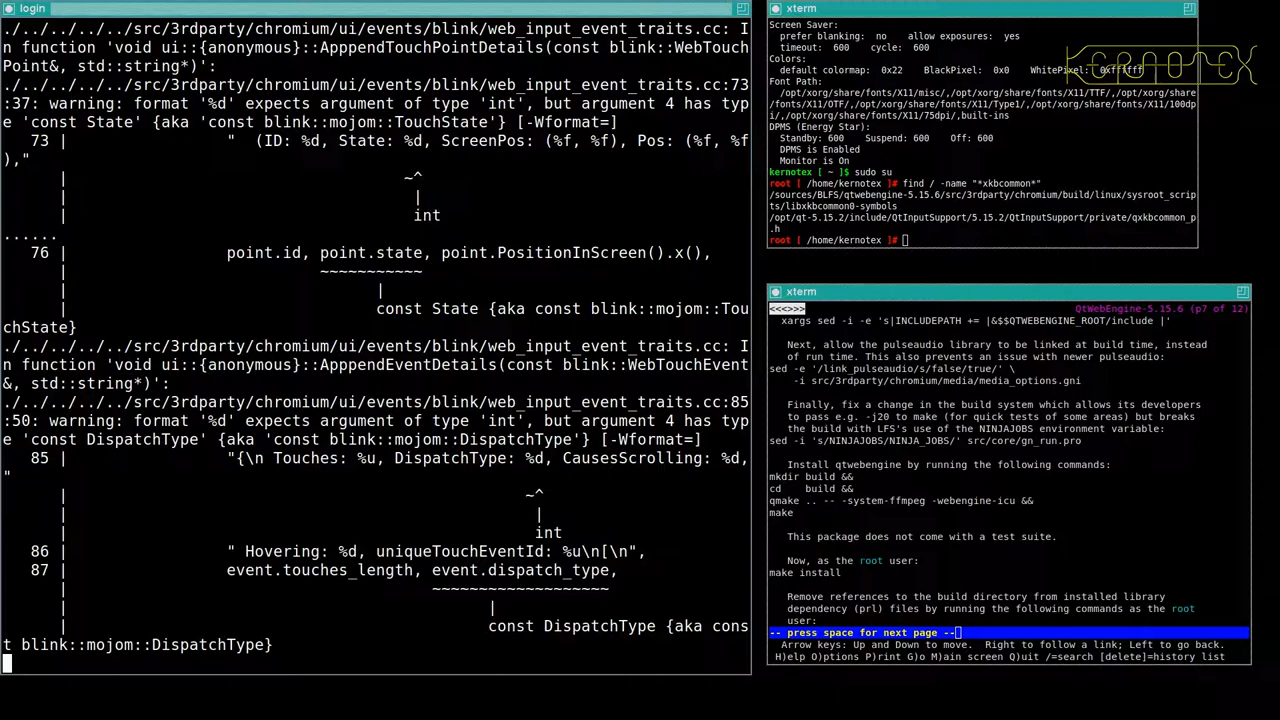 login
./../../../../src/3rdparty/chromium/ui/events/blink/web_input_event_traits.cc: I
n function 'void ui::{anonymous}::ApppendTouchPointDetails(const blink::WebTouch
Point&, std::string*)':
./../../../../src/3rdparty/chromium/ui/events/blink/web_input_event_traits.cc:73
:37: warning: format '%d' expects argument of type 'int', but argument 4 has typ
e 'const State' {aka 'const blink::mojom::TouchState'} [-Wformat=]
73 |                     "  (ID: %d, State: %d, ScreenPos: (%f, %f), Pos: (%f, %f
),"
|                                        ~^
|                                         |
|                                         int
......
76 |                     point.id, point.state, point.PositionInScreen().x(),
|                               ~~~~~~~~~~~
|                                     |
|                                     const State {aka const blink::mojom::Tou
chState}
./../../../../src/3rdparty/chromium/ui/events/blink/web_input_event_traits.cc: I
n function 'void ui::{anonymous}::AppendEventDetails(const blink::WebTouchEvent
&, std::string*)':
./../../../../src/3rdparty/chromium/ui/events/blink/web_input_event_traits.cc:85
:50: warning: format '%d' expects argument of type 'int', but argument 4 has typ
e 'const DispatchType' {aka 'const blink::mojom::DispatchType'} [-Wformat=]
85 |                     "{\n Touches: %u, DispatchType: %d, CausesScrolling: %d,
"
|                                                     ~^
|                                                      |
|                                                      int
86 |                     " Hovering: %d, uniqueTouchEventId: %u\n[\n",
87 |                     event.touches_length, event.dispatch_type,
|                                           ~~~~~~~~~~~~~~~~~~~
|                                                 |
|                                                 const DispatchType {aka cons
t blink::mojom::DispatchType}
xterm
Screen Saver:
prefer blanking:  no    allow exposures:  yes
timeout:  600    cycle:  600
Colors:
default colormap:  0x22    BlackPixel:  0x0    WhitePixel:  0xffffff
Font Path:
/opt/xorg/share/fonts/X11/misc/,/opt/xorg/share/fonts/X11/TTF,/opt/xorg/share
/fonts/X11/OTF/,/opt/xorg/share/fonts/X11/Type1/,/opt/xorg/share/fonts/X11/100dp
i/,/opt/xorg/share/fonts/X11/75dpi/,built-ins
DPMS (Energy Star):
Standby: 600    Suspend: 600    Off: 600
DPMS is Enabled
Monitor is On
kernotex [ ~ ]$ sudo su
root [ /home/kernotex ]# find / -name "*xkbcommon*"
/sources/BLFS/qtwebengine-5.15.6/src/3rdparty/chromium/build/linux/sysroot_scrip
ts/libxkbcommon0-symbols
/opt/qt-5.15.2/include/QtInputSupport/5.15.2/QtInputSupport/private/qxkbcommon_p
.h
root [ /home/kernotex ]#
KERNOTEX
xterm
<<<>>> QtWebEngine-5.15.6 (p7 of 12)
xargs sed -i -e 's|INCLUDEPATH += |&$$QTWEBENGINE_ROOT/include |'
Next, allow the pulseaudio library to be linked at build time, instead
of run time. This also prevents an issue with newer pulseaudio:
sed -e '/link_pulseaudio/s/false/true/' \
-i src/3rdparty/chromium/media/media_options.gni
Finally, fix a change in the build system which allows its developers
to pass e.g. -j20 to make (for quick tests of some areas) but breaks
the build with LFS's use of the NINJAJOBS environment variable:
sed -i 's/NINJAJOBS/NINJA_JOBS/' src/core/gn_run.pro
Install qtwebengine by running the following commands:
mkdir build &&
cd    build &&
qmake .. -- -system-ffmpeg -webengine-icu &&
make
This package does not come with a test suite.
Now, as the root user:
make install
Remove references to the build directory from installed library
dependency (prl) files by running the following commands as the root
user:
-- press space for next page --
Arrow keys: Up and Down to move.  Right to follow a link; Left to go back.
H)elp O)ptions P)rint G)o M)ain screen Q)uit /=search [delete]=history list